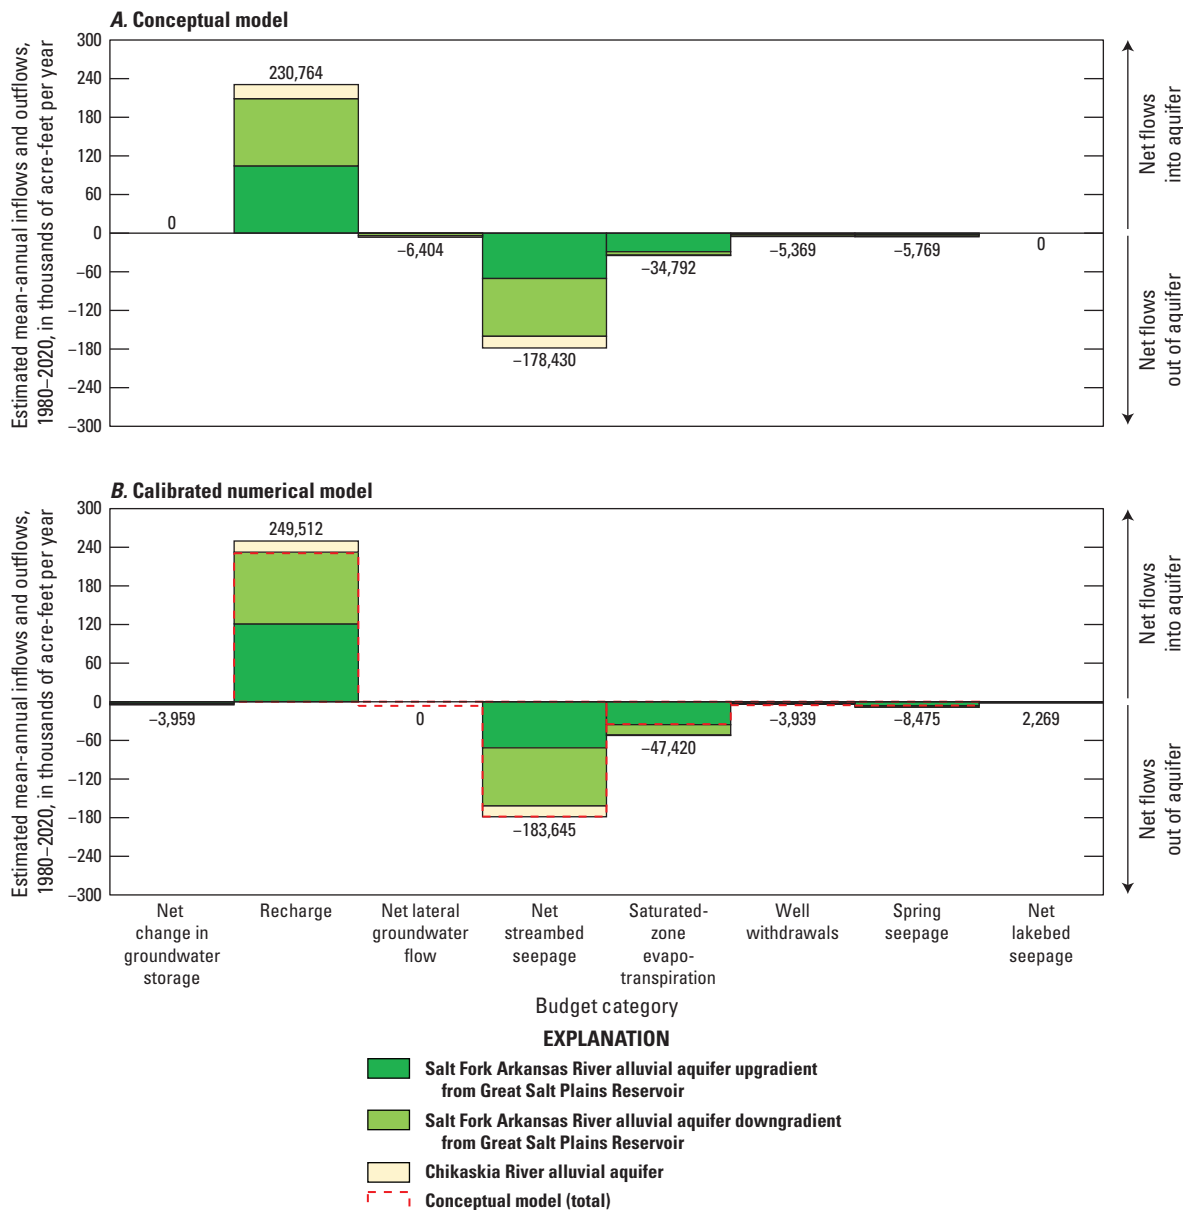 A. Conceptual model
Estimated mean-annual inflows and outflows,
1980–2020, in thousands of acre-feet per year
300
240
180
120
60
0
−60
−120
−180
−240
−300
0
230,764
−6,404
−178,430
−34,792
−5,369
−5,769
0
Net flows
into aquifer
Net flows
out of aquifer
B. Calibrated numerical model
Estimated mean-annual inflows and outflows,
1980–2020, in thousands of acre-feet per year
300
240
180
120
60
0
−60
−120
−180
−240
−300
−3,959
249,512
0
−183,645
−47,420
−3,939
−8,475
2,269
Net flows
into aquifer
Net flows
out of aquifer
Net
change in
groundwater
storage
Recharge
Net lateral
groundwater
flow
Net
streambed
seepage
Saturated-
zone
evapo-
transpiration
Well
withdrawals
Spring
seepage
Net
lakebed
seepage
Budget category
EXPLANATION
Salt Fork Arkansas River alluvial aquifer upgradient
from Great Salt Plains Reservoir
Salt Fork Arkansas River alluvial aquifer downgradient
from Great Salt Plains Reservoir
Chikaskia River alluvial aquifer
Conceptual model (total)